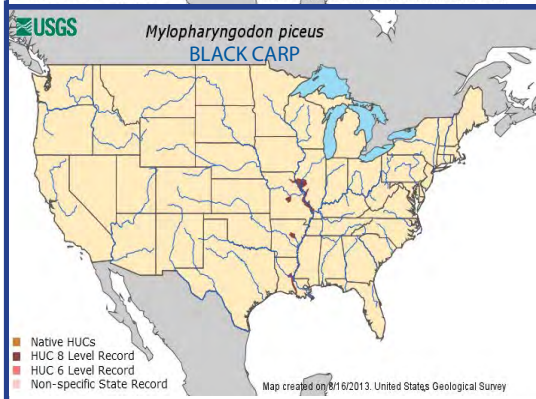 USGS
Mylopharyngodon piceus
BLACK CARP
Native HUCs
HUC 8 Level Record
HUC 6 Level Record
Non-specific State Record
Map created on 8/16/2013. United States Geological Survey